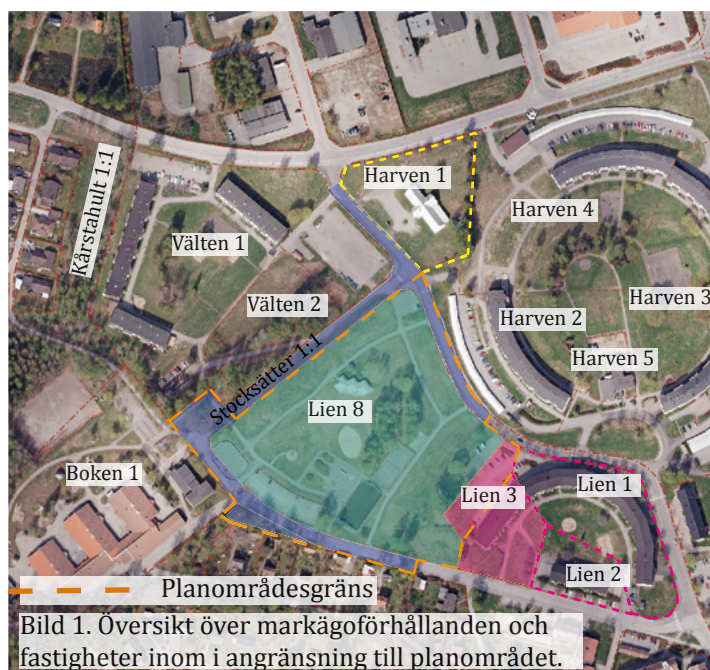 Harven 1
Kårstahult 1:1
Harven 4
Välten 1
Harven 3
Välten 2
Harven 2
Harven 5
Stocksätter 1:1
Lien 8
Boken 1
Lien 3
Lien 1
Lien 2
Planområdesgräns
Bild 1. Översikt över markägoförhållanden och
fastigheter inom i angränsning till planområdet.